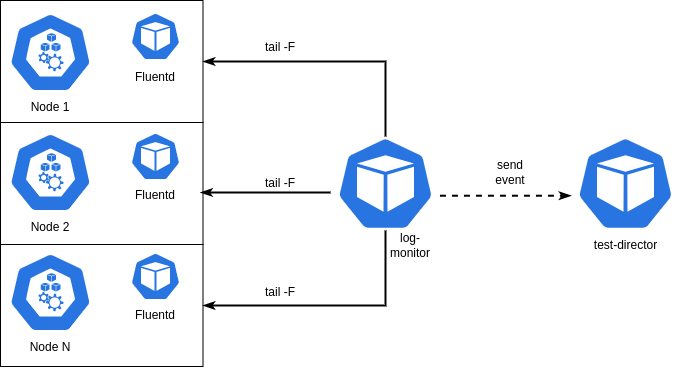 Fluentd
Node 1
tail -F
Fluentd
Node 2
tail -F
log-
monitor
send
event
test-director
Fluentd
Node N
tail -F